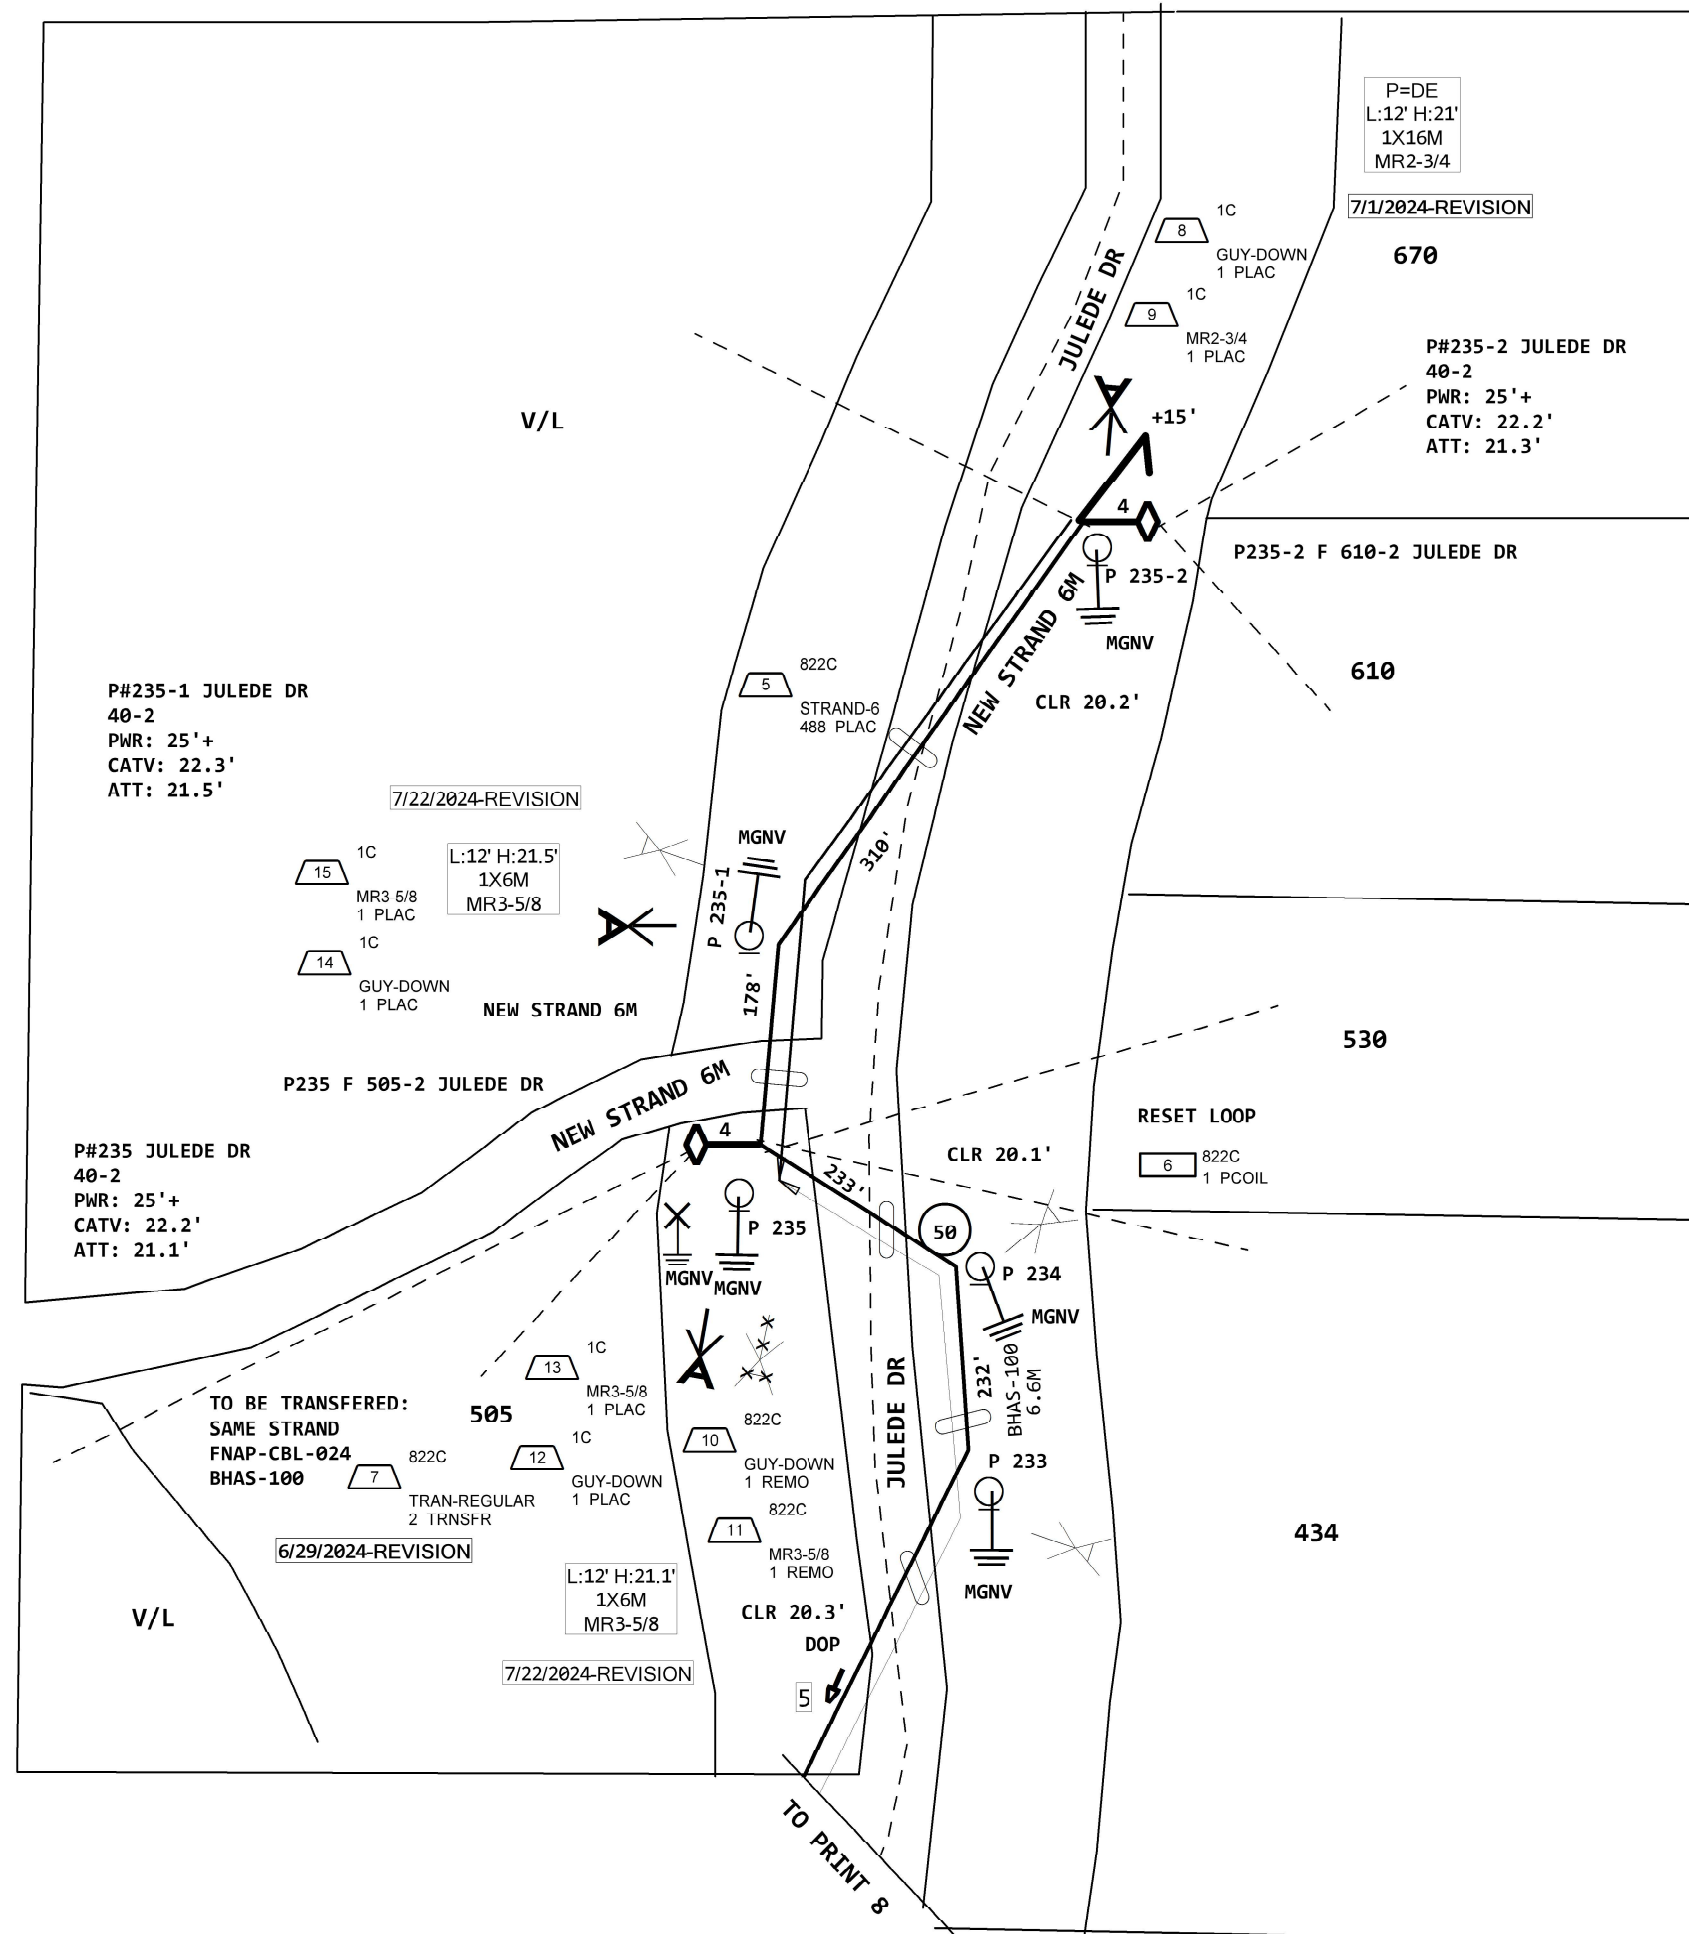 P=DE
L:12' H:21'
1X16M
MR2-3/4
7/1/2024-REVISION
670
1C
8
GUY-DOWN
1 PLAC
JULEDE DR
1C
9
MR2-3/4
1 PLAC
P#235-2 JULEDE DR
40-2
PWR: 25'+
CATV: 22.2'
ATT: 21.3'
A
+15'
V/L
4
P 235-2
P235-2 F 610-2 JULEDE DR
MGNV
NEW STRAND 6M
610
CLR 20.2'
822C
5
STRAND-6
488 PLAC
P#235-1 JULEDE DR
40-2
PWR: 25'+
CATV: 22.3'
ATT: 21.5'
7/22/2024-REVISION
L:12' H:21.5'
1X6M
MR3-5/8
1C
15
MR3-5/8
1 PLAC
1C
14
GUY-DOWN
1 PLAC
A
MGNV
P 235-1
310'
178'
NEW STRAND 6M
530
P235 F 505-2 JULEDE DR
NEW STRAND 6M
4
RESET LOOP
822C
6
1 PCOIL
P#235 JULEDE DR
40-2
PWR: 25'+
CATV: 22.2'
ATT: 21.1'
CLR 20.1'
233'
50
P 235
MGNV
MGNV
P 234
MGNV
A
X X X X
232'
BHAS-100
6.6M
JULEDE DR
TO BE TRANSFERED:
SAME STRAND
FNAP-CBL-024
BHAS-100
822C
7
TRAN-REGULAR
2 TRNSFR
6/29/2024-REVISION
505
1C
13
MR3-5/8
1 PLAC
1C
12
GUY-DOWN
1 PLAC
822C
10
GUY-DOWN
1 REMO
822C
11
MR3-5/8
1 REMO
P 233
MGNV
434
L:12' H:21.1'
1X6M
MR3-5/8
7/22/2024-REVISION
V/L
CLR 20.3'
DOP
5
TO PRINT 8